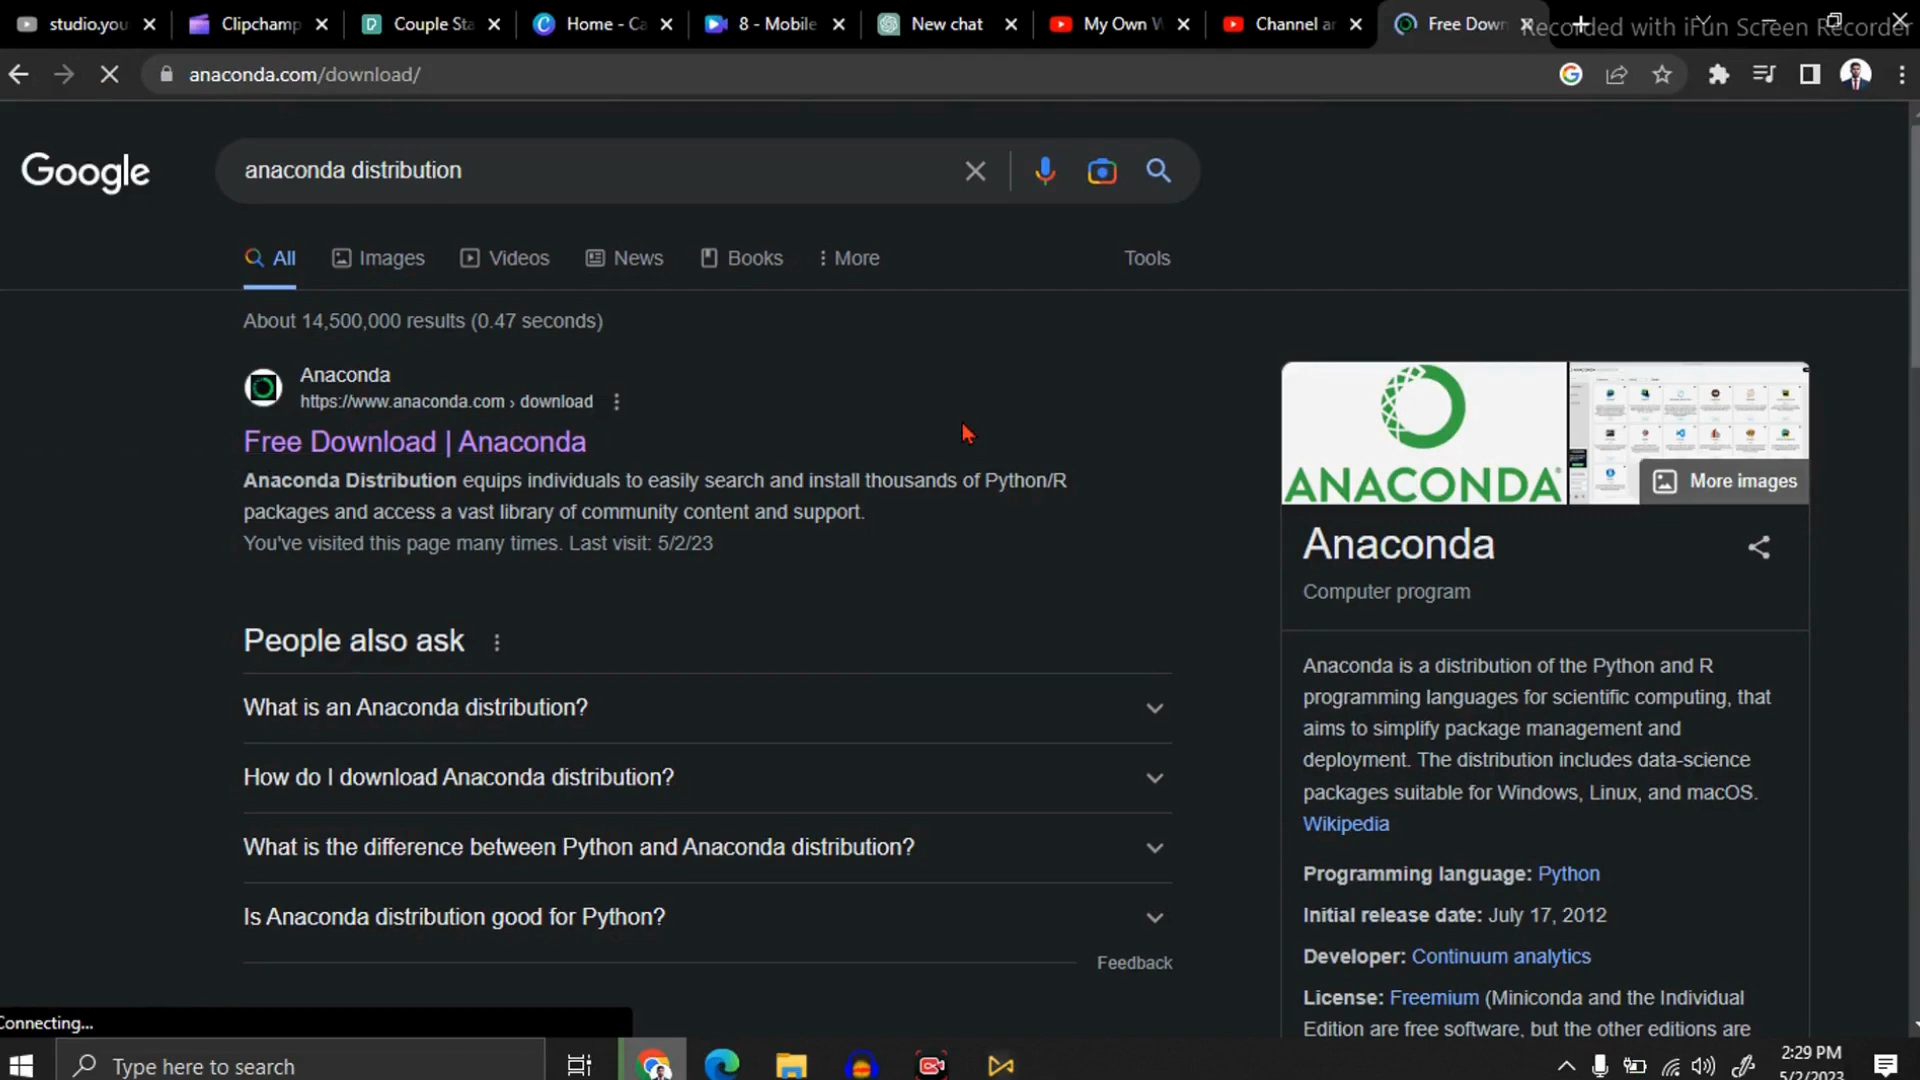 studio.you
Clipchamp
Couple Sta
Home - Ca
8 - Mobile
New chat
My Own W
Channel an
Free Down
Recorded with iFun Screen Recorder
anaconda.com/download/
Google
anaconda distribution
All
Images
Videos
News
Books
More
Tools
About 14,500,000 results (0.47 seconds)
Anaconda
https://www.anaconda.com › download
Free Download | Anaconda
Anaconda Distribution equips individuals to easily search and install thousands of Python/R
packages and access a vast library of community content and support.
You've visited this page many times. Last visit: 5/2/23
People also ask
What is an Anaconda distribution?
How do I download Anaconda distribution?
What is the difference between Python and Anaconda distribution?
Is Anaconda distribution good for Python?
Feedback
ANACONDA
More images
Anaconda
Computer program
Anaconda is a distribution of the Python and R
programming languages for scientific computing, that
aims to simplify package management and
deployment. The distribution includes data-science
packages suitable for Windows, Linux, and macOS.
Wikipedia
Programming language: Python
Initial release date: July 17, 2012
Developer: Continuum analytics
License: Freemium (Miniconda and the Individual
Edition are free software, but the other editions are
Connecting...
Type here to search
2:29 PM
5/2/2023